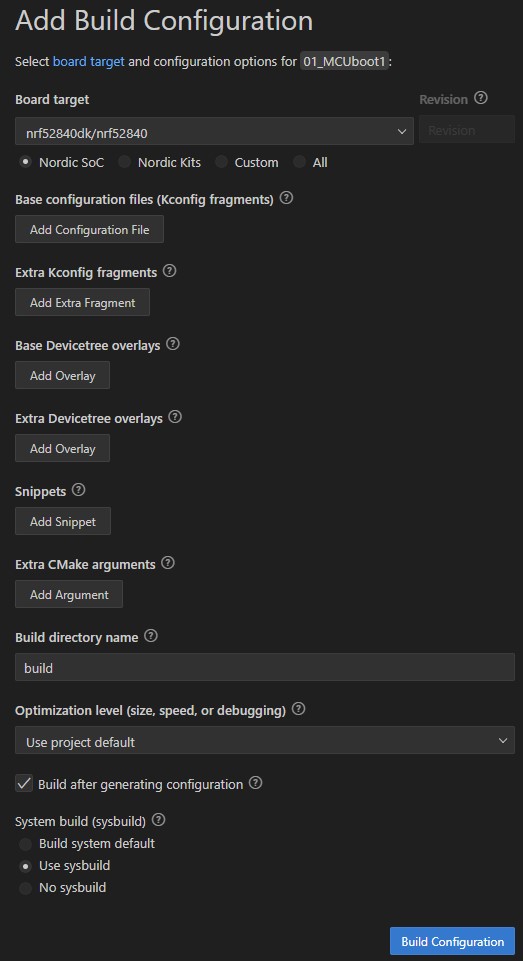 Add Build Configuration
Select board target and configuration options for 01_MCUboot1:
Board target
Revision
nrf52840dk/nrf52840
Revision
Nordic SoC Nordic Kits Custom All
Base configuration files (Kconfig fragments)
Add Configuration File
Extra Kconfig fragments
Add Extra Fragment
Base Devicetree overlays
Add Overlay
Extra Devicetree overlays
Add Overlay
Snippets
Add Snippet
Extra CMake arguments
Add Argument
Build directory name
build
Optimization level (size, speed, or debugging)
Use project default
Build after generating configuration
System build (sysbuild)
Build system default
Use sysbuild
No sysbuild
Build Configuration